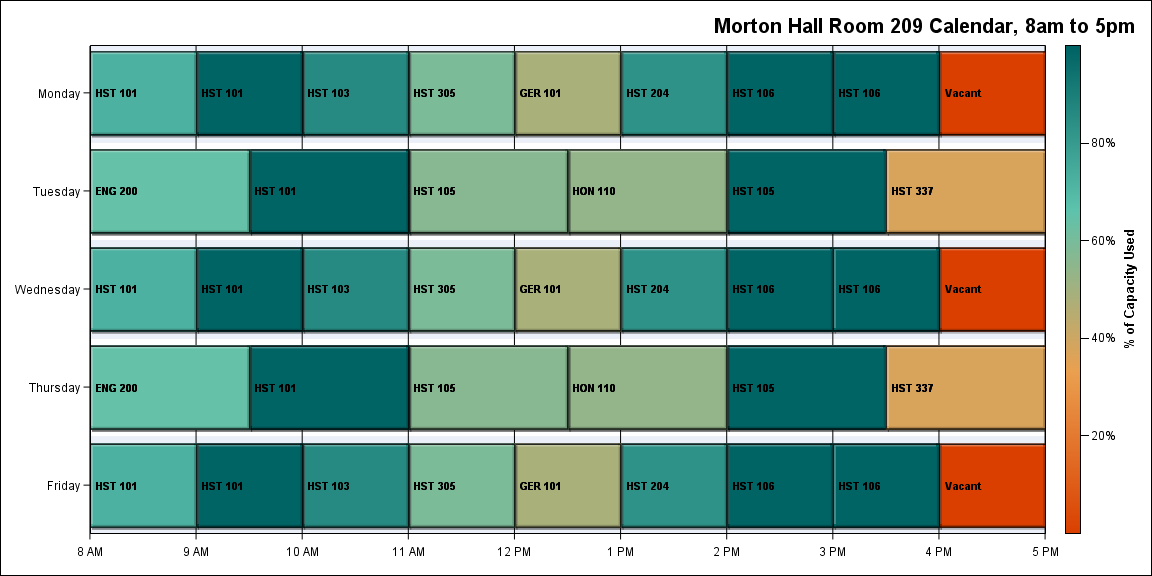 Morton Hall Room 209 Calendar, 8am to 5pm
Monday
HST 101
HST 101
HST 103
HST 305
GER 101
HST 204
HST 106
HST 106
Vacant
Tuesday
ENG 200
HST 101
HST 105
HON 110
HST 105
HST 337
Wednesday
HST 101
HST 101
HST 103
HST 305
GER 101
HST 204
HST 106
HST 106
Vacant
Thursday
ENG 200
HST 101
HST 105
HON 110
HST 105
HST 337
Friday
HST 101
HST 101
HST 103
HST 305
GER 101
HST 204
HST 106
HST 106
Vacant
8 AM
9 AM
10 AM
11 AM
12 PM
1 PM
2 PM
3 PM
4 PM
5 PM
80%
60%
40%
20%
% of Capacity Used